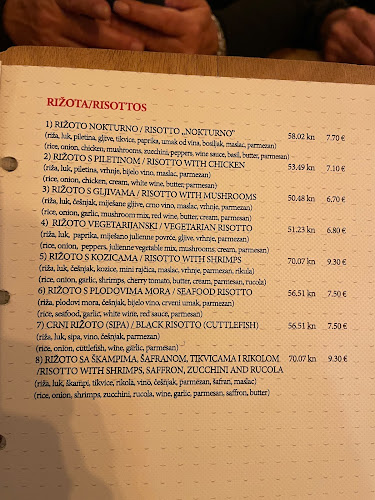 RIŽOTA/RISOTTOS
1) RIŽOTO NOKTURNO / RISOTTO „NOKTURNO" 58.02 kn 7.70 €
(riža, luk, piletina, gljive, tikvice, paprika, umak od vina, bosiljak, maslac, parmezan)
(rice, onion, chicken, mushrooms, zucchini, peppers, wine sauce, basil, butter, parmesan)
2) RIŽOTO S PILETINOM / RISOTTO WITH CHICKEN 53.49 kn 7.10 €
(riža, luk, piletina, vrhnje, bijelo vino, maslac, parmezan)
(rice, onion, chicken, cream, white wine, butter, parmesan)
3) RIŽOTO S GLJIVAMA / RISOTTO WITH MUSHROOMS 50.48 kn 6.70 €
(riža, luk, češnjak, miješane gljive, crno vino, maslac, vrhnje, parmezan)
(rice, onion, garlic, mushroom mix, red wine, butter, cream, parmesan)
4) RIŽOTO VEGETARIJANSKI / VEGETARIAN RISOTTO 51.23 kn 6.80 €
(riža, luk, paprika, miješano julienne povrće, gljive, vrhnje, parmezan)
(rice, onion, peppers, julienne vegetable mix, mushrooms, cream, parmesan)
5) RIŽOTO S KOZICAMA / RISOTTO WITH SHRIMPS 70.07 kn 9.30 €
(riža, luk, češnjak, kozice, mini rajčica, maslac, vrhnje, parmezan, rikula)
(rice, onion, garlic, shrimps, cherry tomato, butter, cream, parmesan, rucola)
6) RIŽOTO S PLODOVIMA MORA / SEAFOOD RISOTTO 56.51 kn 7.50 €
(riža, plodovi mora, češnjak, bijelo vino, crveni umak, parmezan)
(rice, seafood, garlic, white wine, red sauce, parmesan)
7) CRNI RIŽOTO (SIPA) / BLACK RISOTTO (CUTTLEFISH) 56.51 kn 7.50 €
(riža, luk, sipa, vino, češnjak, parmezan)
(rice, onion, cuttlefish, wine, garlic, parmesan)
8) RIŽOTO SA ŠKAMPIMA, ŠAFRANOM, TIKVICAMA I RIKOLOM 70.07 kn 9.30 €
/RISOTTO WITH SHRIMPS, SAFFRON, ZUCCHINI AND RUCOLA
(riža, luk, škampi, tikvice, rikola, vino, češnjak, parmezan, šafran, maslac)
(rice, onion, shrimps, zucchini, rucola, wine, garlic, parmesan, saffron, butter)